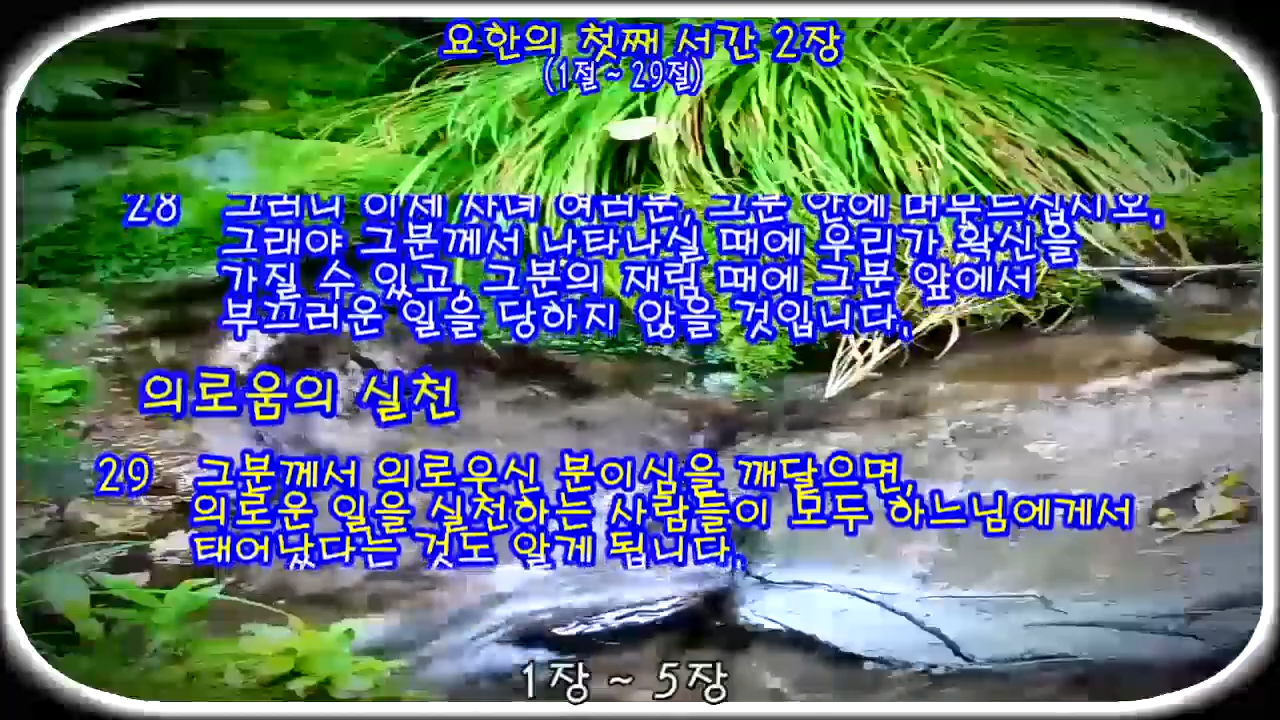 요한의 첫째 서간 2장
(1절 ~ 29절)
28 그러니 이제 자녀 여러분, 그분 안에 머무르십시오.
그래야 그분께서 나타나실 때에 우리가 확신을
가질 수 있고, 그분의 재림 때에 그분 앞에서
부끄러운 일을 당하지 않을 것입니다.
의로움의 실천
29 그분께서 의로우신 분이심을 깨달으면,
의로운 일을 실천하는 사람들이 모두 하느님에게서
태어났다는 것도 알게 됩니다.
1장 ~ 5장